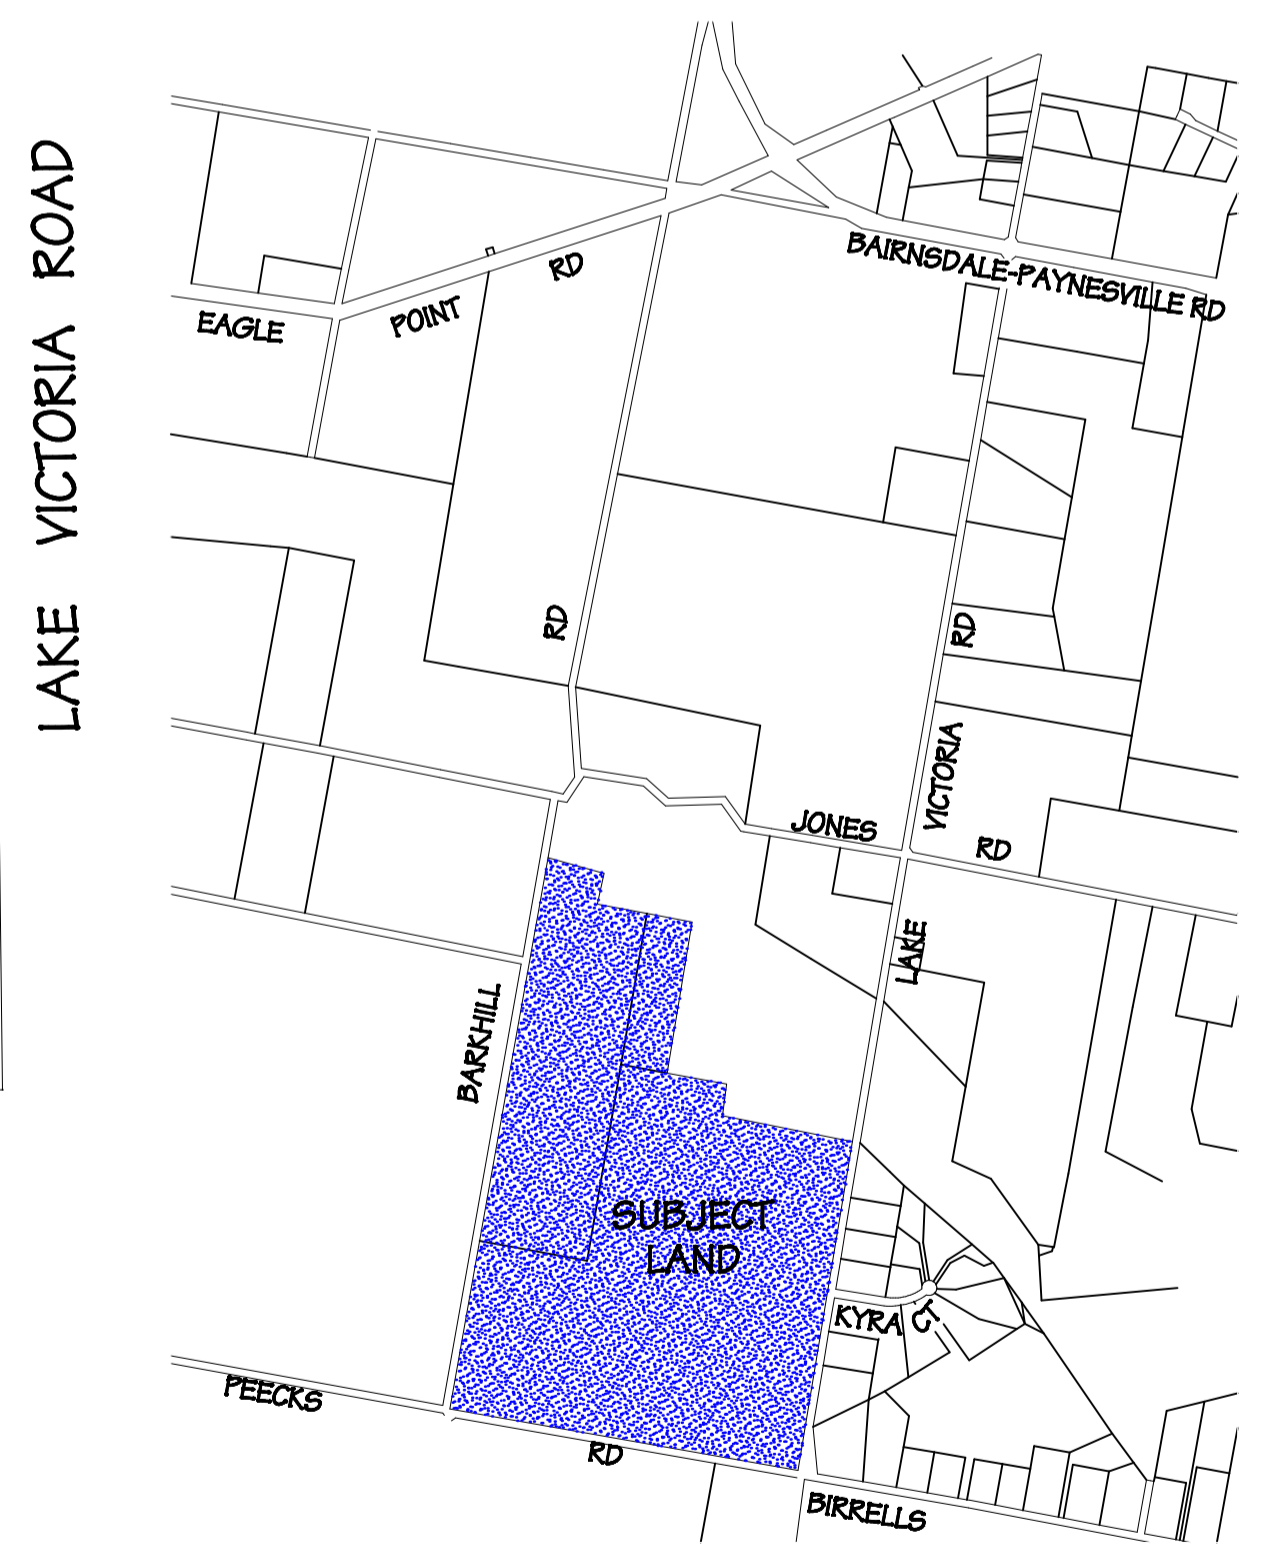 LAKE VICTORIA ROAD
BAIRNSDALE-PAYNESVILLE RD
RD
POINT
EAGLE
RD
RD
VICTORIA
JONES
RD
LAKE
BARKHILL
SUBJECT
LAND
KYRA CT
PEECKS
RD
BIRRELLS